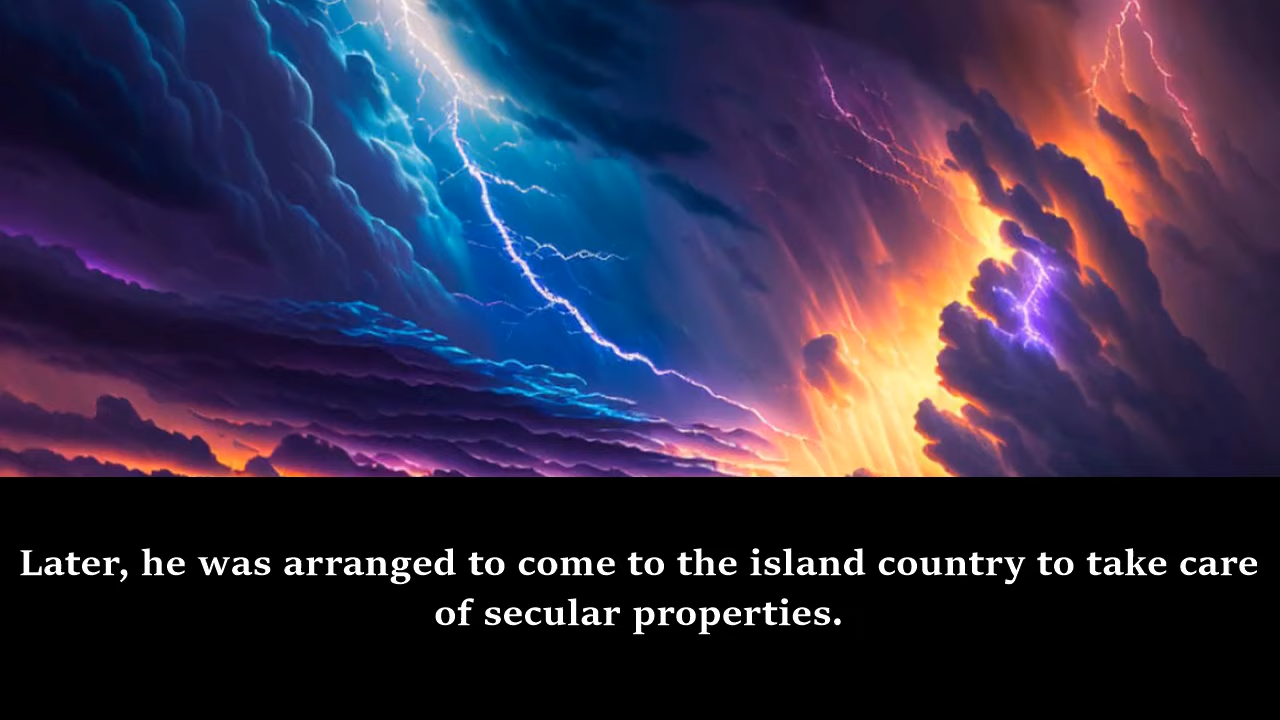 Later, he was arranged to come to the island country to take care
of secular properties.